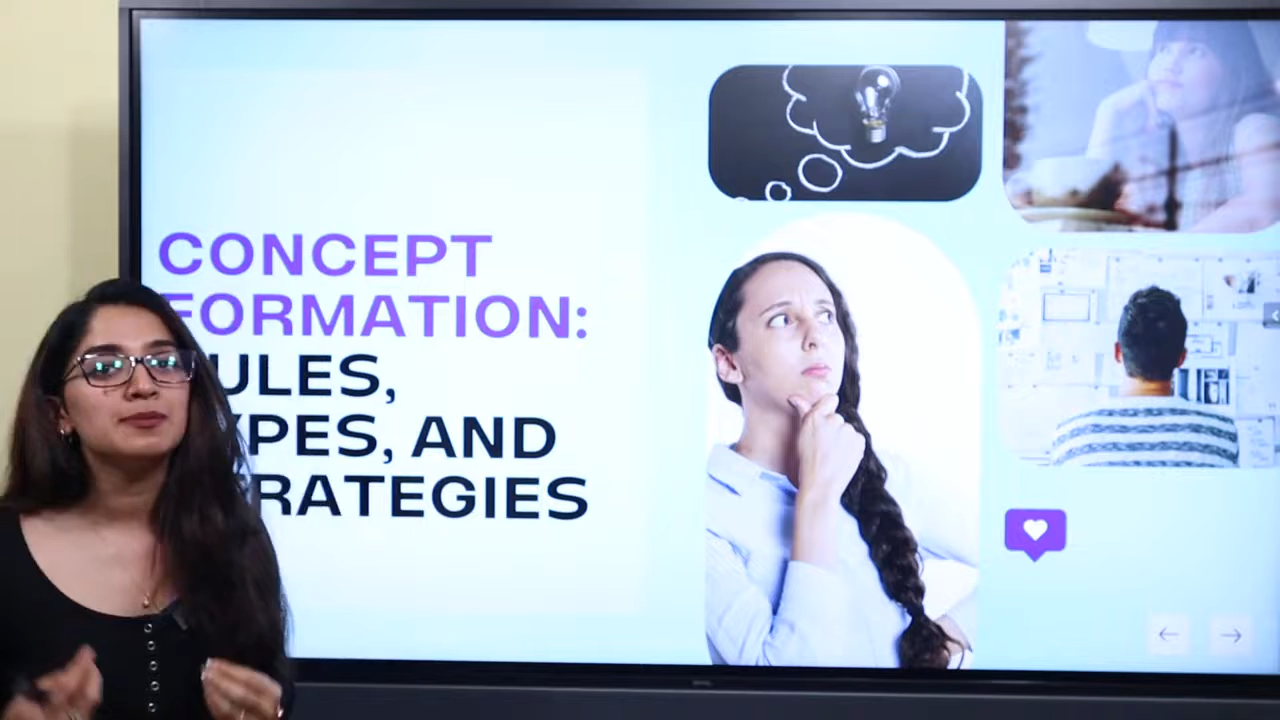 CONCEPT
FORMATION:
ULES,
YPES, AND
RATEGIES